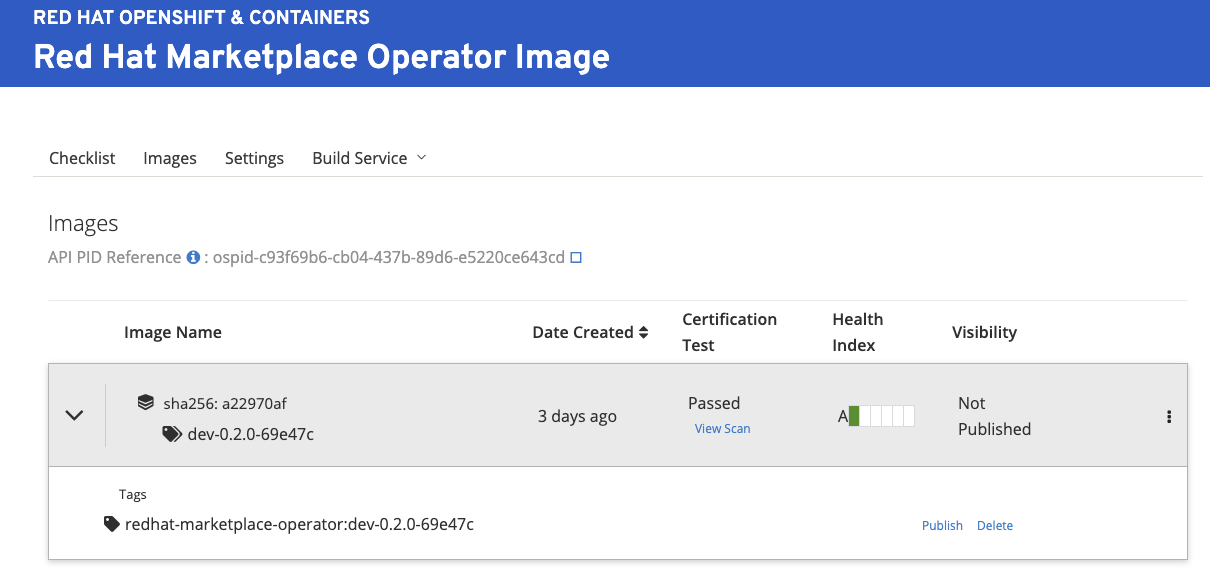 RED HAT OPENSHIFT & CONTAINERS
Red Hat Marketplace Operator Image
Checklist Images Settings Build Service
Images
API PID Reference : ospid-c93f69b6-cb04-437b-89d6-e5220ce643cd
Image Name Date Created Certification Test Health Index Visibility
sha256: a22970af
dev-0.2.0-69e47c
3 days ago
Passed
View Scan
A
Not
Published
Tags
redhat-marketplace-operator:dev-0.2.0-69e47c Publish Delete